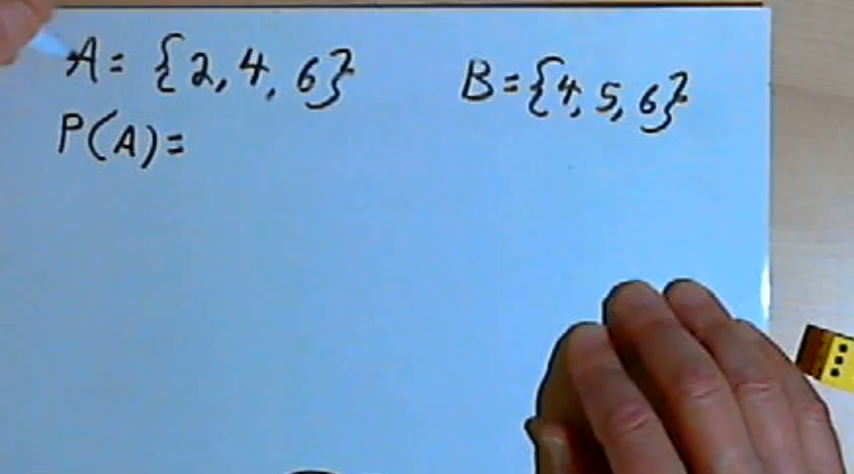 A = {2, 4, 6} B = {4, 5, 6}
P(A) =